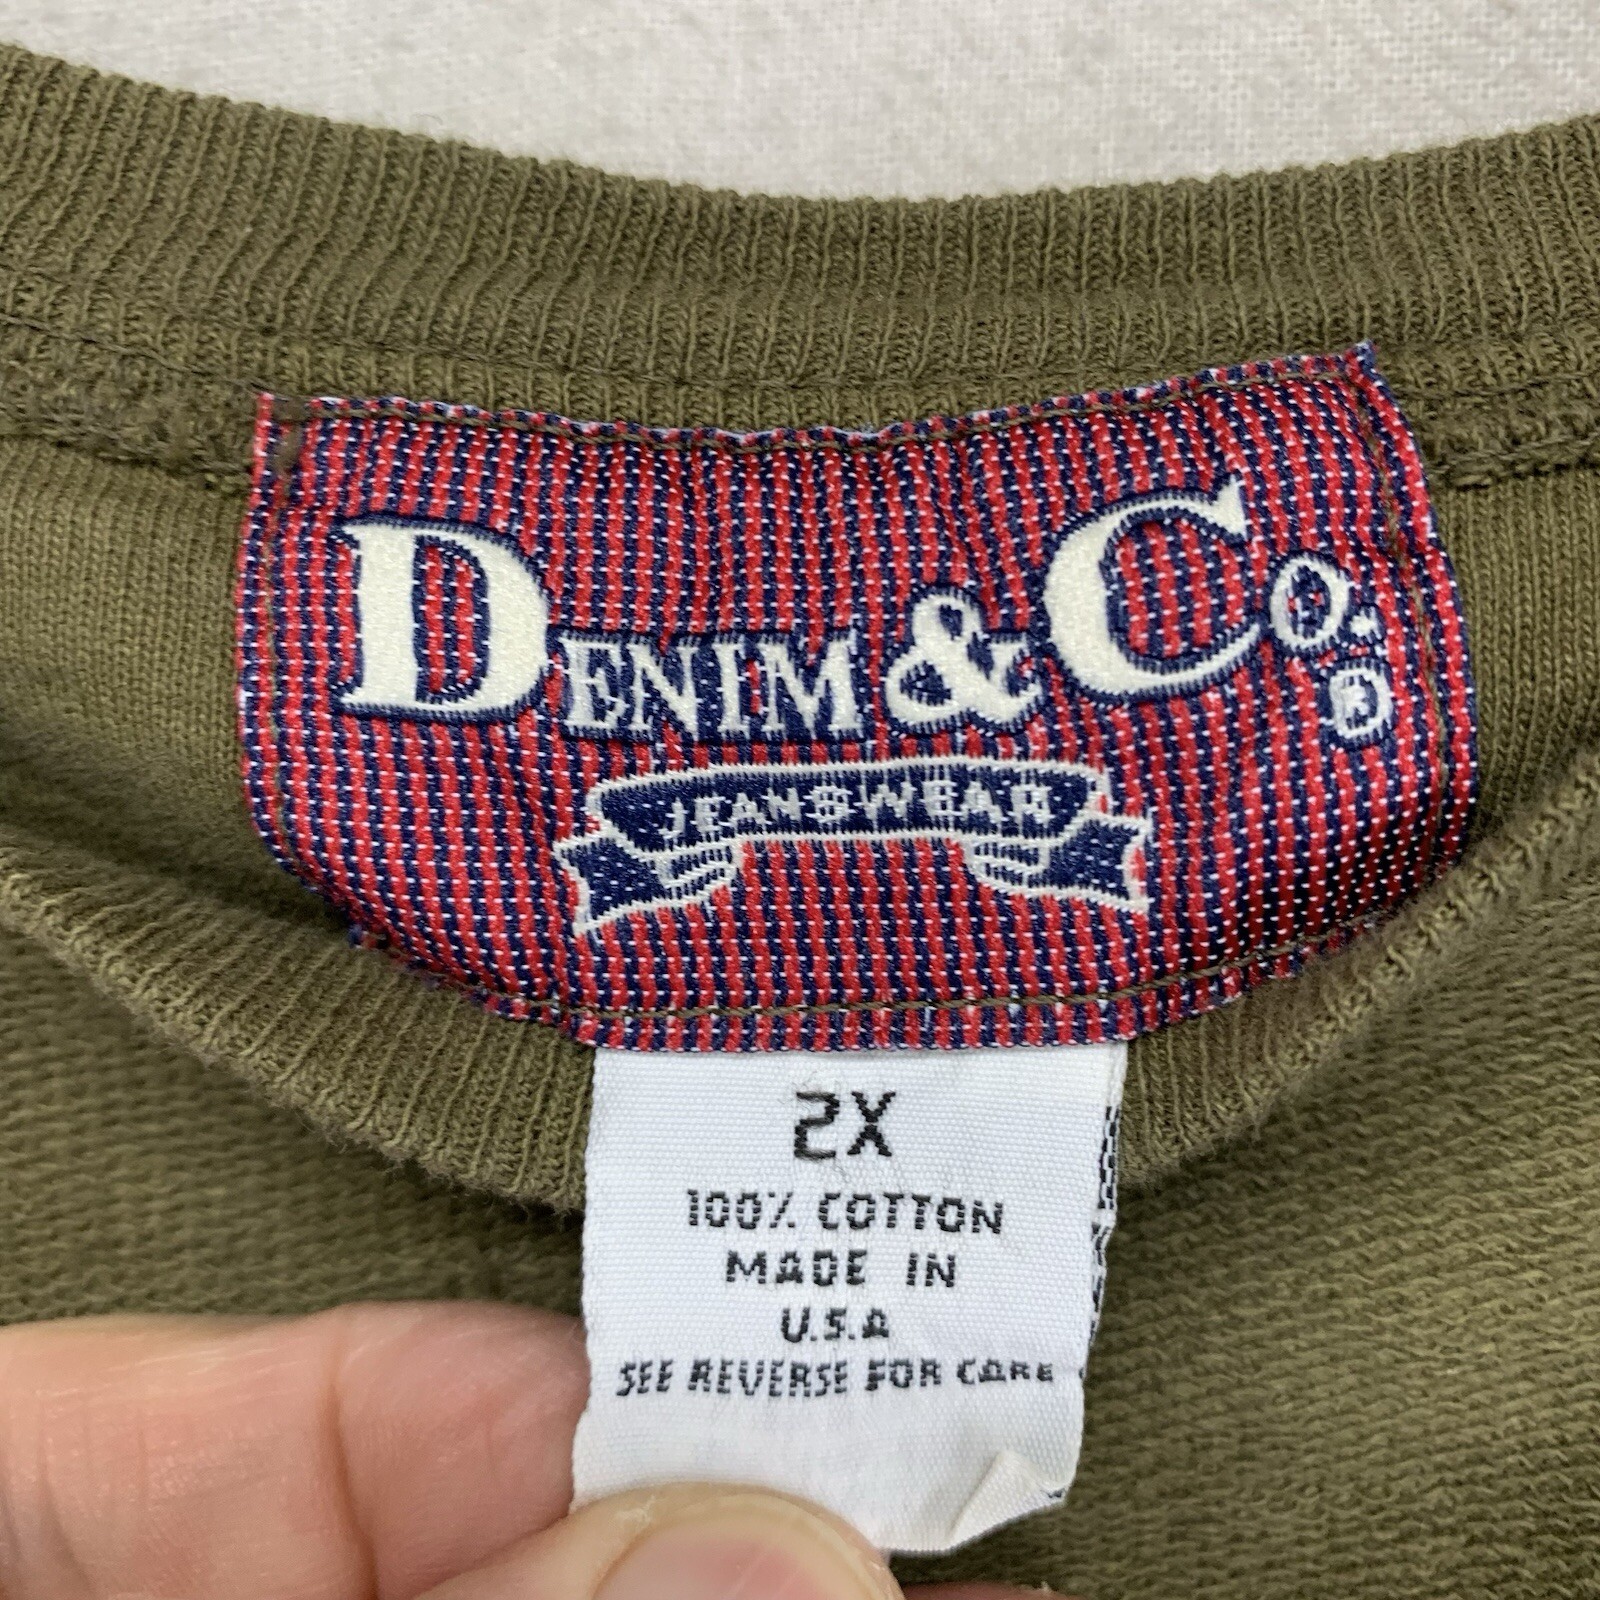 DENIM & Co.®
JEANSWEAR
2X
100% COTTON
MADE IN
U.S.A
SEE REVERSE FOR CARE